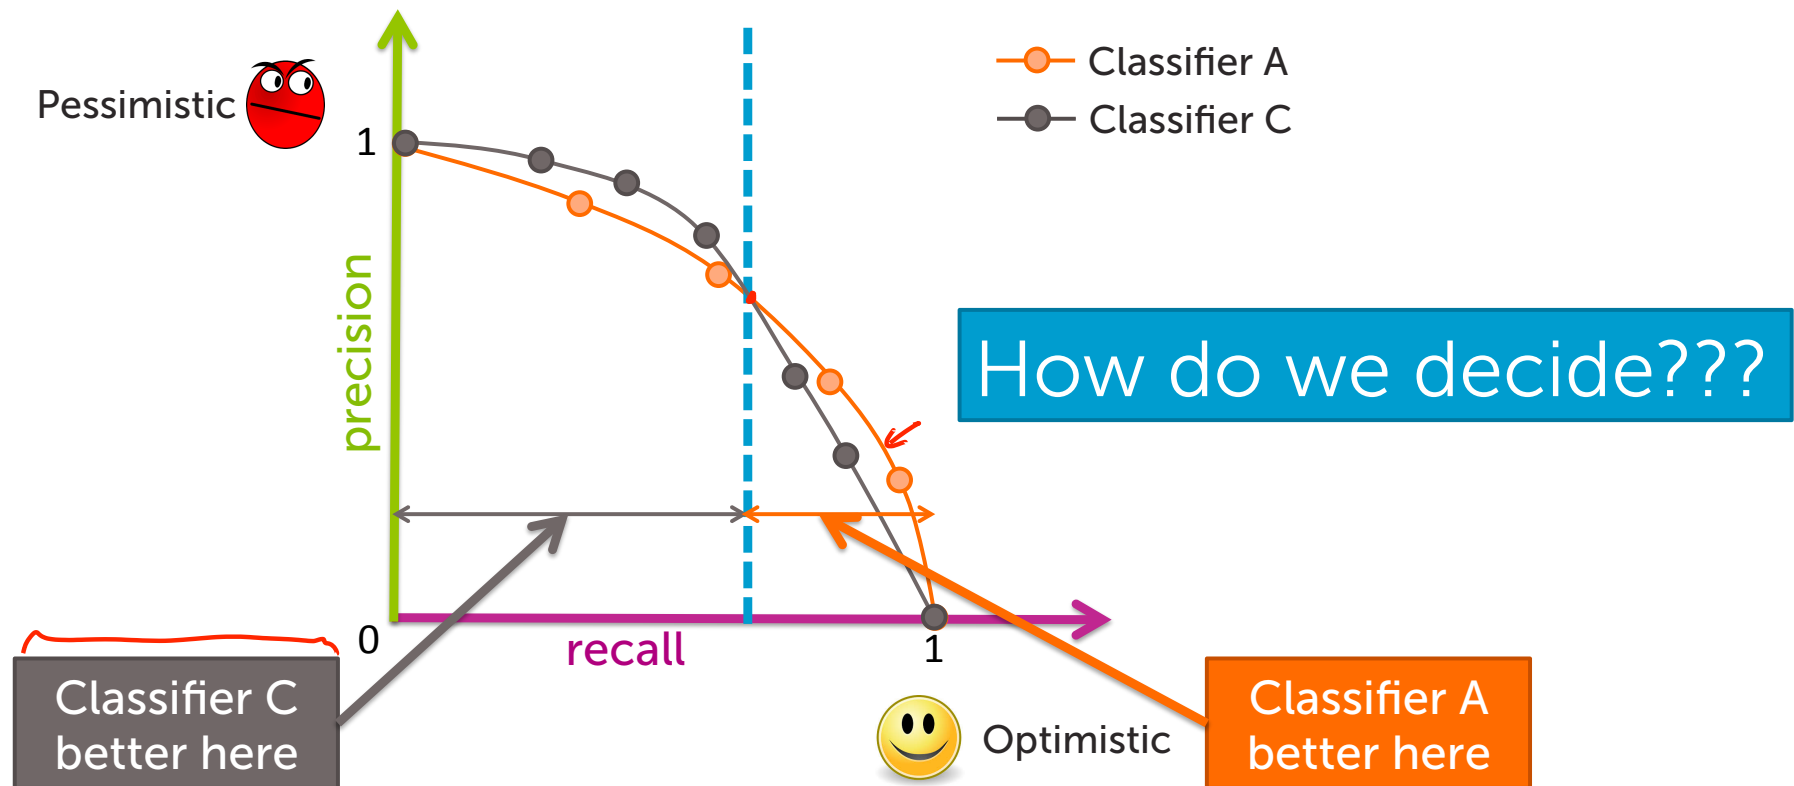 Pessimistic
Classifier A
Classifier C
1
precision
How do we decide???
0
recall
1
Classifier C
better here
Optimistic
Classifier A
better here